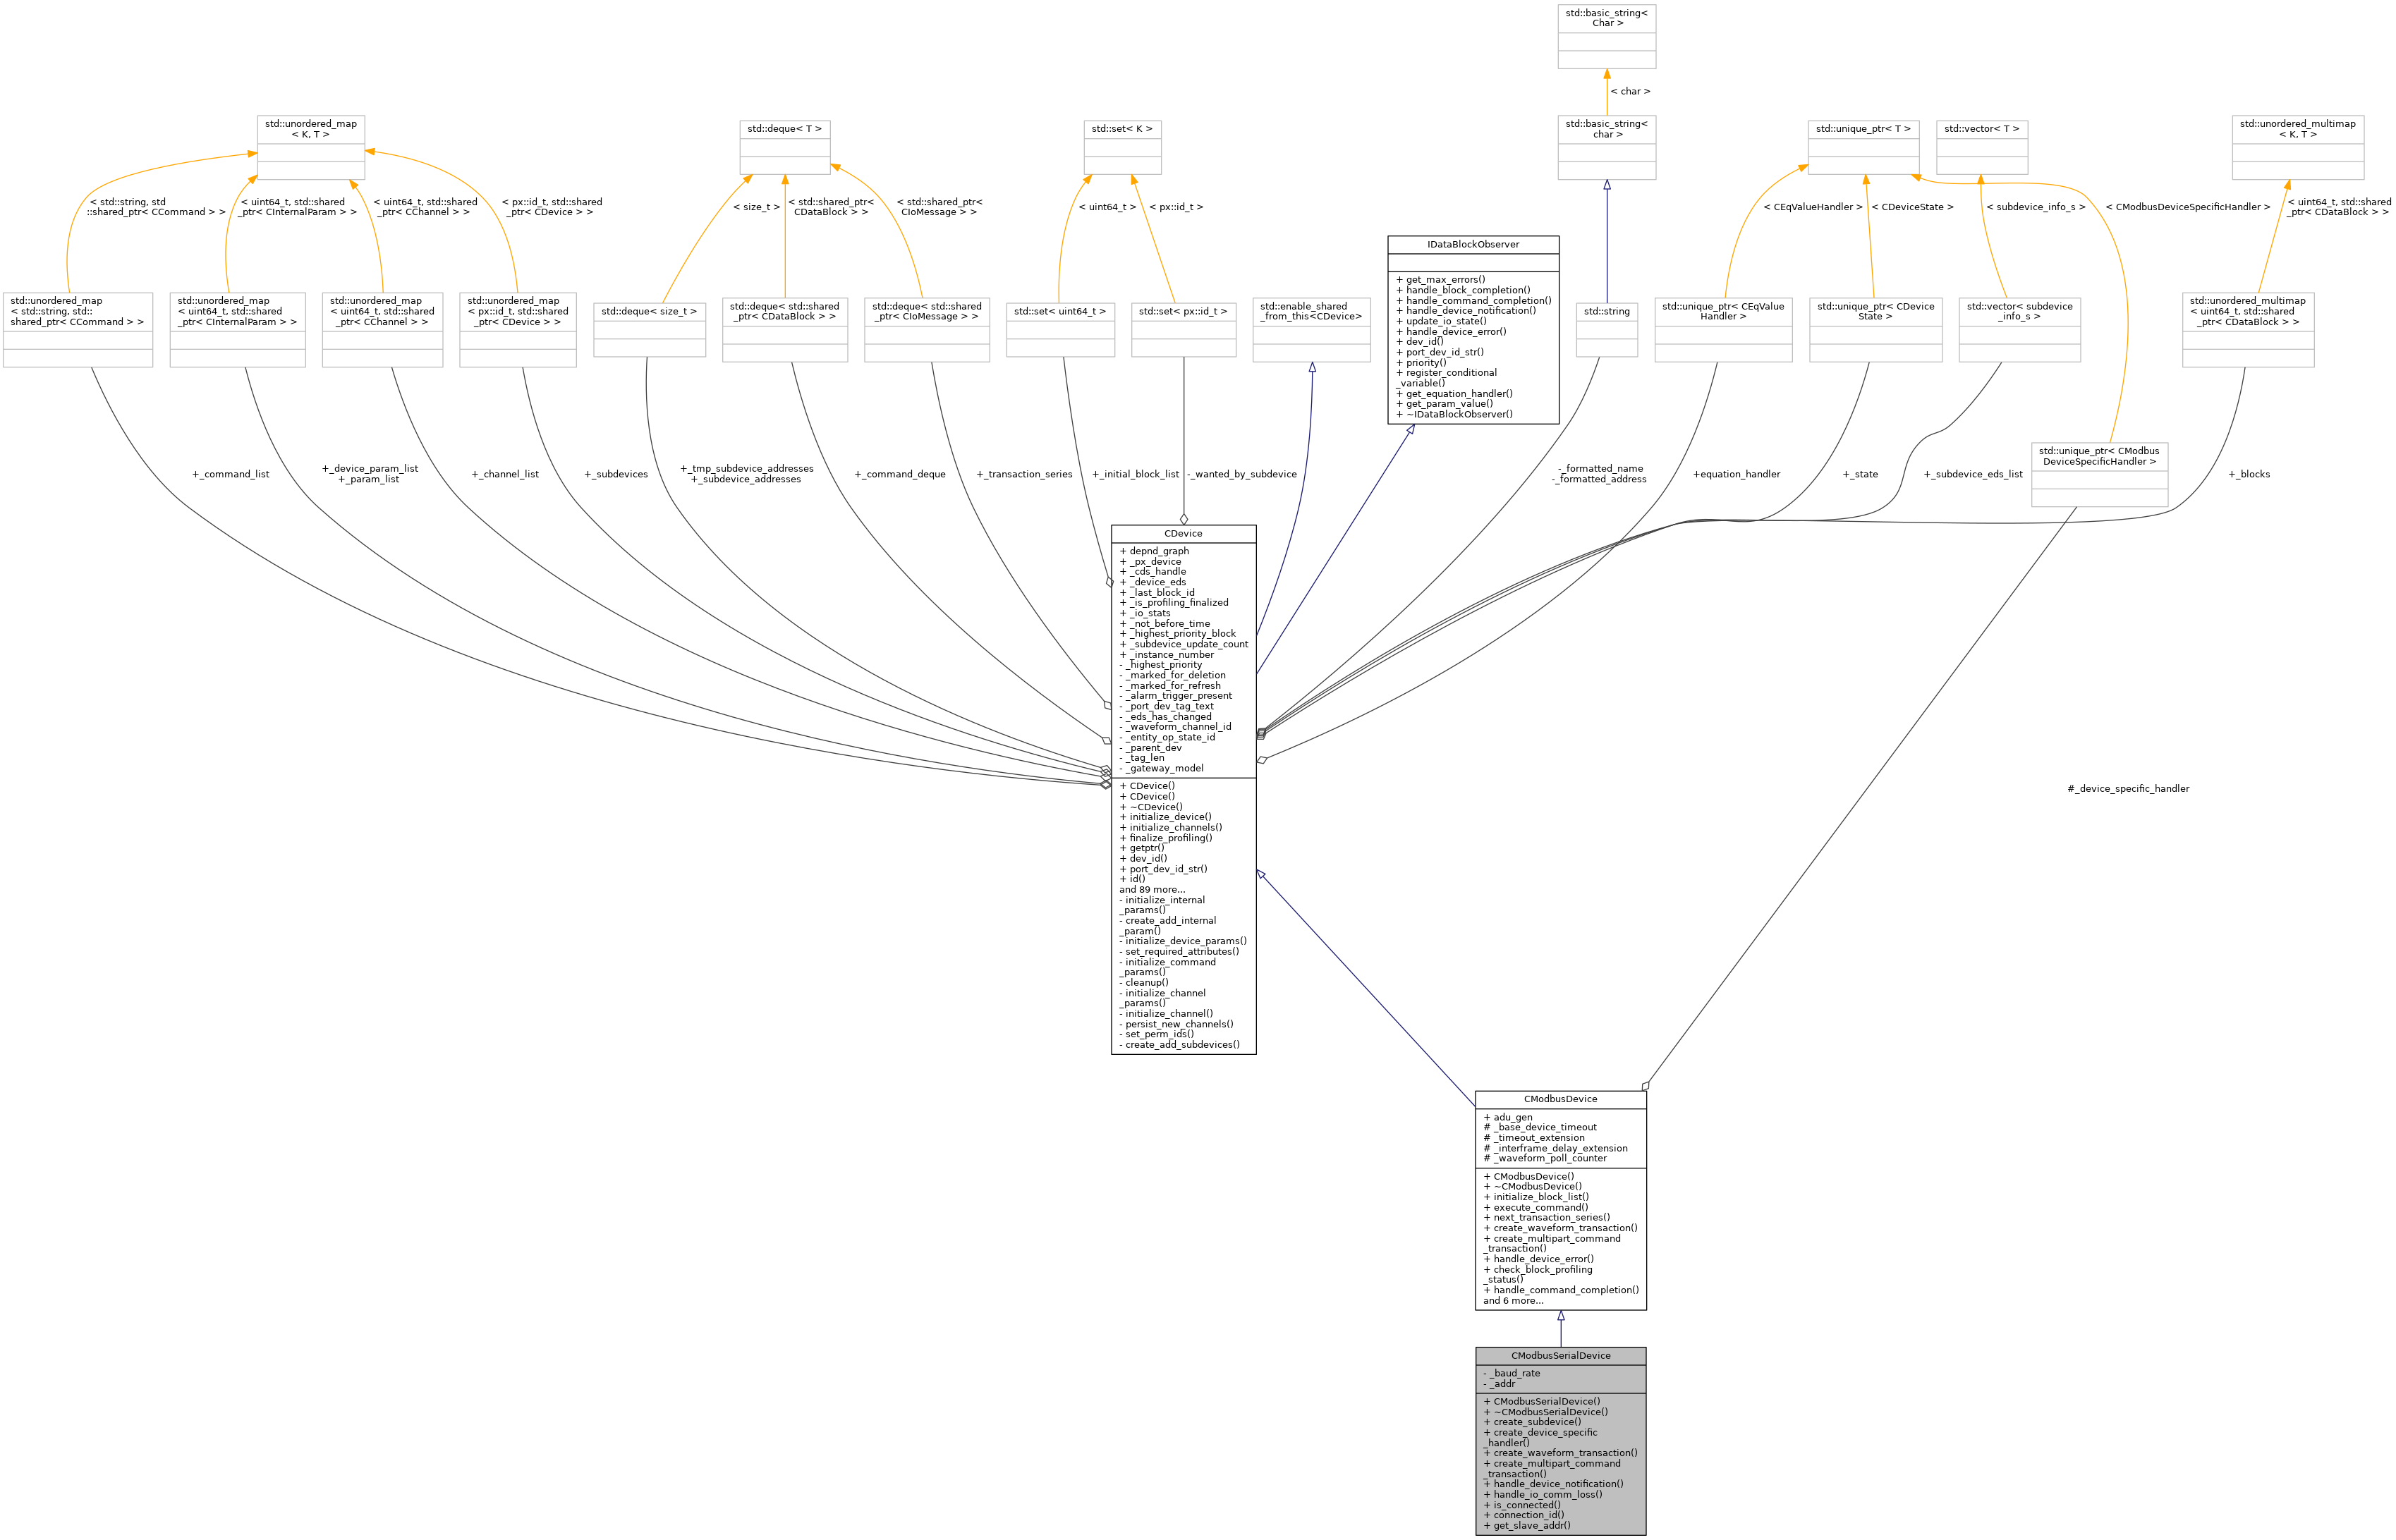 std::basic_string<
Char >
< char >
std::unordered_map
< K, T >
std::deque< T >
std::set< K >
std::basic_string<
char >
std::unique_ptr< T >
std::vector< T >
std::unordered_multimap
< K, T >
< std::string, std
::shared_ptr< CCommand > >
< uint64_t, std::shared
_ptr< CInternalParam > >
< uint64_t, std::shared
_ptr< CChannel > >
< px::id_t, std::shared
_ptr< CDevice > >
< size_t >
< std::shared_ptr<
CDataBlock > >
< std::shared_ptr<
CIoMessage > >
< uint64_t >
< px::id_t >
< CEqValueHandler >
< CDeviceState >
< subdevice_info_s >
< CModbusDeviceSpecificHandler >
< uint64_t, std::shared
_ptr< CDataBlock > >
std::unordered_map
< std::string, std::
shared_ptr< CCommand > >
std::unordered_map
< uint64_t, std::shared
_ptr< CInternalParam > >
std::unordered_map
< uint64_t, std::shared
_ptr< CChannel > >
std::unordered_map
< px::id_t, std::shared
_ptr< CDevice > >
std::deque< size_t >
std::deque< std::shared
_ptr< CDataBlock > >
std::deque< std::shared
_ptr< CIoMessage > >
std::set< uint64_t >
std::set< px::id_t >
std::enable_shared
_from_this<CDevice>
IDataBlockObserver
+ get_max_errors()
+ handle_block_completion()
+ handle_command_completion()
+ handle_device_notification()
+ update_io_state()
+ handle_device_error()
+ dev_id()
+ port_dev_id_str()
+ priority()
+ register_conditional
_variable()
+ get_equation_handler()
+ get_param_value()
+ ~IDataBlockObserver()
std::string
std::unique_ptr< CEqValue
Handler >
std::unique_ptr< CDevice
State >
std::vector< subdevice
_info_s >
std::unordered_multimap
< uint64_t, std::shared
_ptr< CDataBlock > >
std::unique_ptr< CModbus
DeviceSpecificHandler >
+_command_list
+_device_param_list
+_param_list
+_channel_list
+_subdevices
+_tmp_subdevice_addresses
+_subdevice_addresses
+_command_deque
+_transaction_series
+_initial_block_list
-_wanted_by_subdevice
-_formatted_name
-_formatted_address
+equation_handler
+_state
+_subdevice_eds_list
+_blocks
CDevice
+ depnd_graph
+ _px_device
+ _cds_handle
+ _device_eds
+ _last_block_id
+ _is_profiling_finalized
+ _io_stats
+ _not_before_time
+ _highest_priority_block
+ _subdevice_update_count
+ _instance_number
- _highest_priority
- _marked_for_deletion
- _marked_for_refresh
- _alarm_trigger_present
- _port_dev_tag_text
- _eds_has_changed
- _waveform_channel_id
- _entity_op_state_id
- _parent_dev
- _tag_len
- _gateway_model
+ CDevice()
+ CDevice()
+ ~CDevice()
+ initialize_device()
+ initialize_channels()
+ finalize_profiling()
+ getptr()
+ dev_id()
+ port_dev_id_str()
+ id()
and 89 more...
- initialize_internal
_params()
- create_add_internal
_param()
- initialize_device_params()
- set_required_attributes()
- initialize_command
_params()
- cleanup()
- initialize_channel
_params()
- initialize_channel()
- persist_new_channels()
- set_perm_ids()
- create_add_subdevices()
#_device_specific_handler
CModbusDevice
+ adu_gen
# _base_device_timeout
# _timeout_extension
# _interframe_delay_extension
# _waveform_poll_counter
+ CModbusDevice()
+ ~CModbusDevice()
+ initialize_block_list()
+ execute_command()
+ next_transaction_series()
+ create_waveform_transaction()
+ create_multipart_command
_transaction()
+ handle_device_error()
+ check_block_profiling
_status()
+ handle_command_completion()
and 6 more...
CModbusSerialDevice
- _baud_rate
- _addr
+ CModbusSerialDevice()
+ ~CModbusSerialDevice()
+ create_subdevice()
+ create_device_specific
_handler()
+ create_waveform_transaction()
+ create_multipart_command
_transaction()
+ handle_device_notification()
+ handle_io_comm_loss()
+ is_connected()
+ connection_id()
+ get_slave_addr()